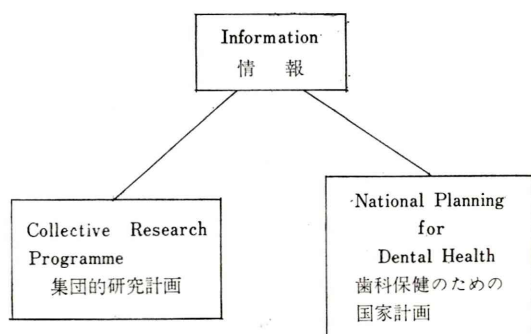 Information
情報
Collective Research
Programme
集団的研究計画
National Planning
for
Dental Health
歯科保健のための
国家計画